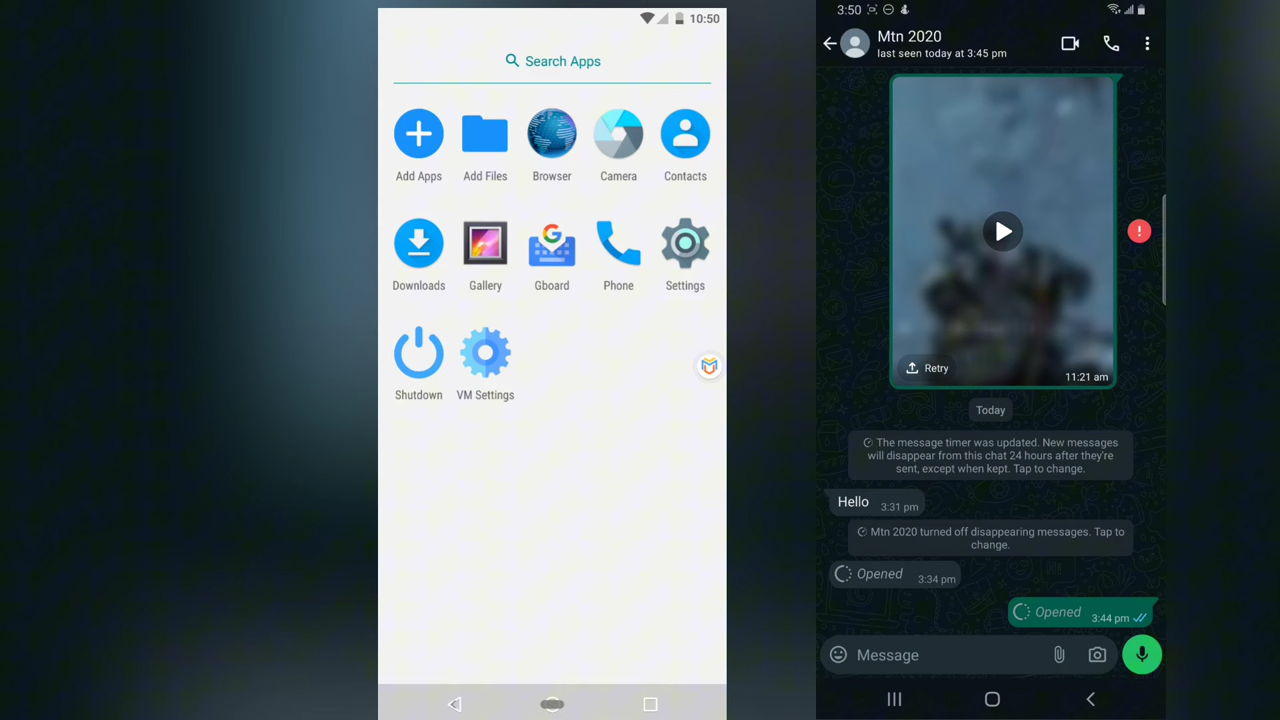 10:50
Search Apps
Add Apps
Add Files
Browser
Camera
Contacts
Downloads
Gallery
Gboard
Phone
Settings
Shutdown
VM Settings
3:50
Mtn 2020
last seen today at 3:45 pm
Retry
11:21 am
Today
The message timer was updated. New messages
will disappear from this chat 24 hours after they're
sent, except when kept. Tap to change.
Hello 3:31 pm
Mtn 2020 turned off disappearing messages. Tap to
change.
Opened 3:34 pm
Opened 3:44 pm
Message